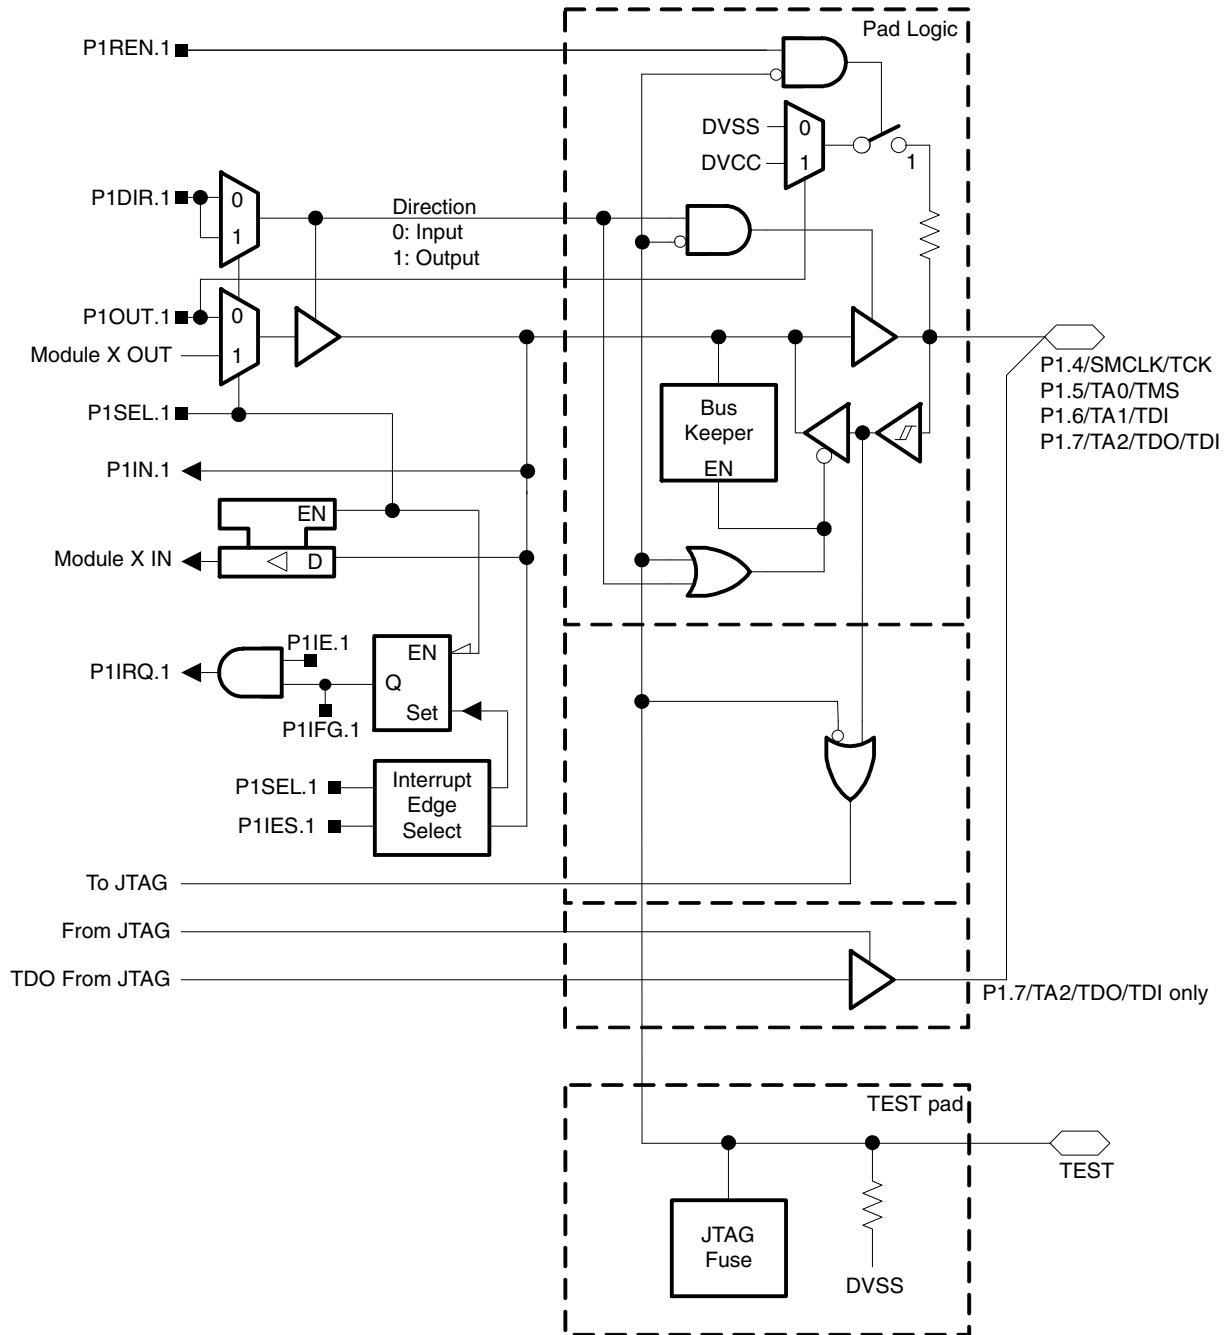 Pad Logic
P1REN.1
DVSS
0
DVCC
1
1
P1DIR.1
0
1
Direction
0: Input
1: Output
P1OUT.1
0
Module X OUT
1
P1SEL.1
P1.4/SMCLK/TCK
P1.5/TA0/TMS
P1.6/TA1/TDI
P1.7/TA2/TDO/TDI
Bus
Keeper
EN
P1IN.1
EN
Module X IN
D
P1IE.1
P1IRQ.1
EN
Q
Set
P1IFG.1
P1SEL.1
P1IES.1
Interrupt
Edge
Select
To JTAG
From JTAG
TDO From JTAG
P1.7/TA2/TDO/TDI only
TEST pad
TEST
JTAG
Fuse
DVSS